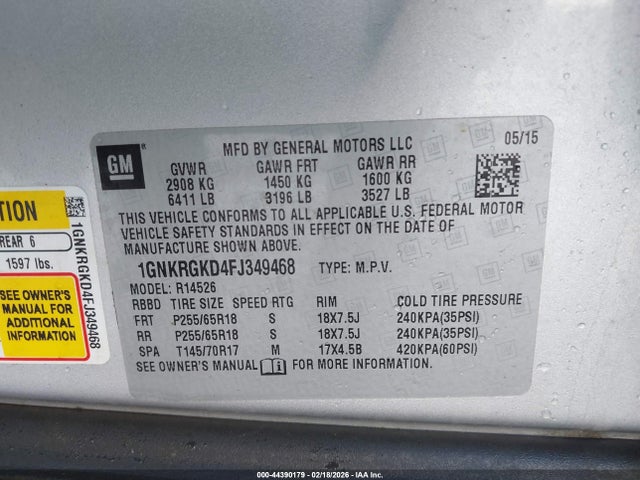 GM
MFD BY GENERAL MOTORS LLC 05/15
GVWR GAWR FRT GAWR RR
2908 KG 1450 KG 1600 KG
6411 LB 3196 LB 3527 LB
THIS VEHICLE CONFORMS TO ALL APPLICABLE U.S. FEDERAL MOTOR
VEHICLE SAFETY STANDARDS IN EFFECT ON THE DATE OF
MANUFACTURE SHOWN ABOVE.
1GNKRGKD4FJ349468 TYPE: M.P.V.
MODEL: R14526
RBBD TIRE SIZE SPEED RTG RIM COLD TIRE PRESSURE
FRT P255/65R18 S 18X7.5J 240KPA(35PSI)
RR P255/65R18 S 18X7.5J 240KPA(35PSI)
SPA T145/70R17 M 17X4.5B 420KPA(60PSI)
SEE OWNER'S MANUAL FOR MORE INFORMATION.
TION
REAR 6
1597 lbs.
SEE OWNER'S
MANUAL FOR
ADDITIONAL
INFORMATION
1GNKRGKD4FJ349468
000-44390179 - 02/18/2026 - IAAI.COM